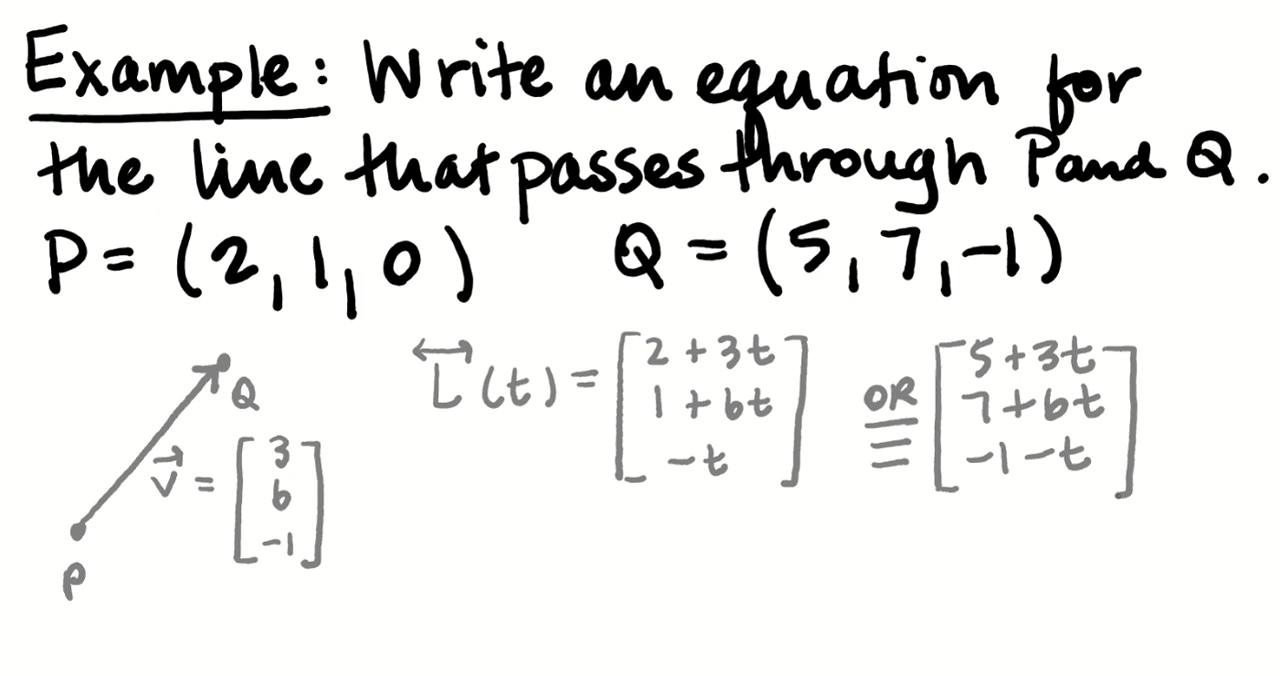 Example: Write an equation for
the line that passes through P and Q.
P = (2, 1, 0) Q = (5, 7, -1)
Q
P
v⃗ = [3
6
-1]
L⃡(t) = [2 + 3t
1 + 6t
-t]
OR
≡
[5 + 3t
7 + 6t
-1 - t]